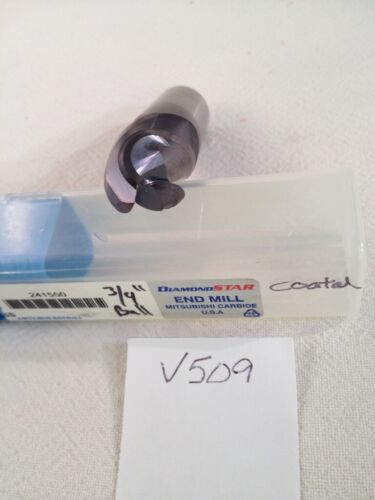 241550
3/4"
Ball
DIAMONDSTAR
END MILL
MITSUBISHI CARBIDE
U.S.A
coated
V509